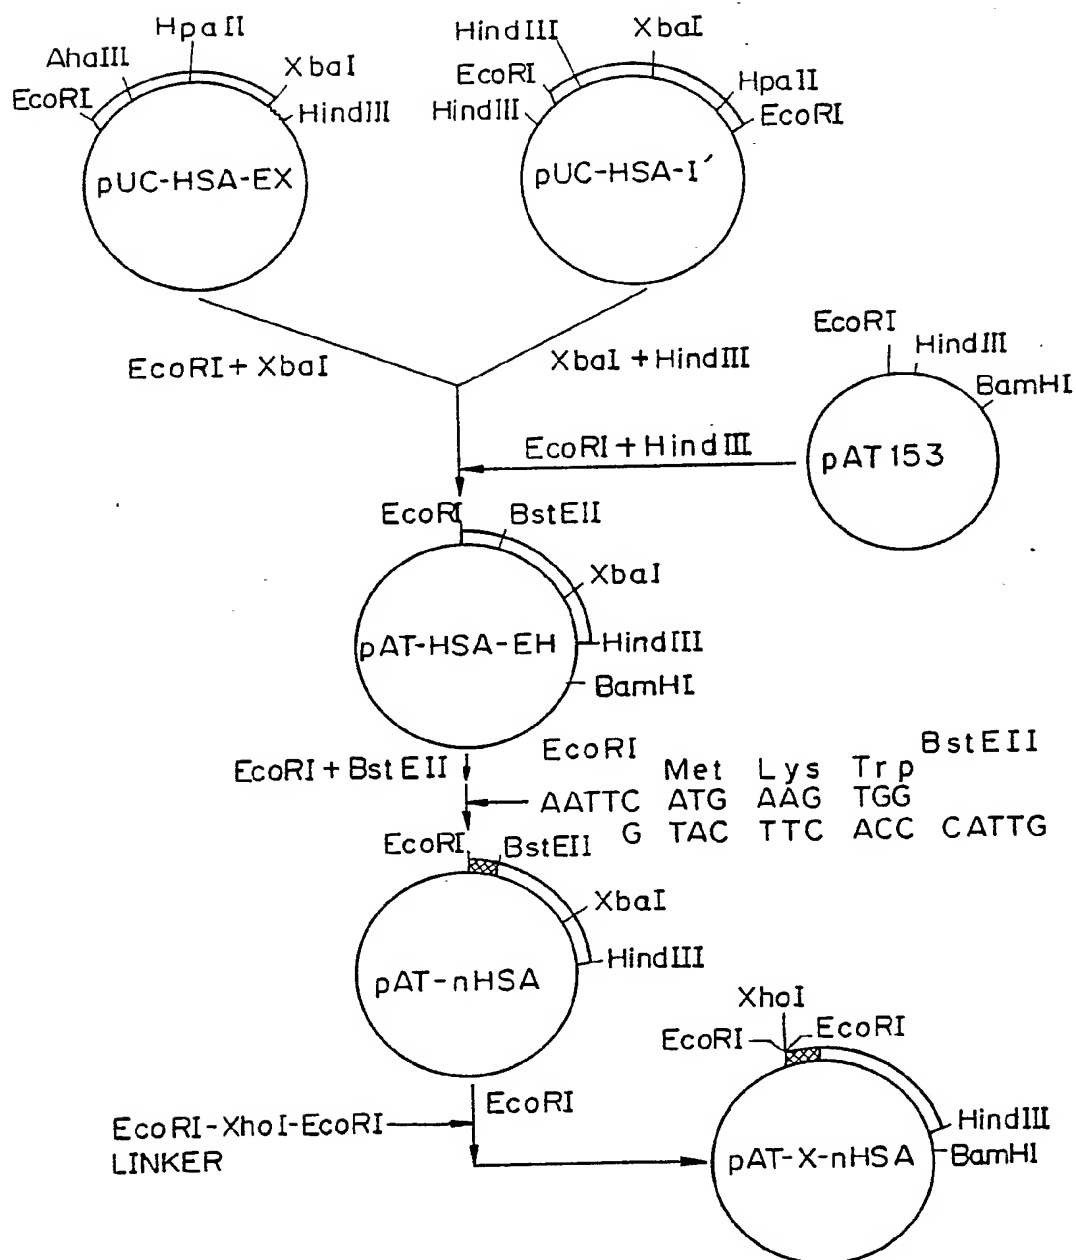 HpaII
AhaIII
XbaI
EcoRI
HindIII
pUC-HSA-EX
HindIII
XbaI
EcoRI
HpaII
HindIII
EcoRI
pUC-HSA-I′
EcoRI+XbaI
XbaI+HindIII
EcoRI
HindIII
BamHI
pAT153
EcoRI+HindIII
EcoRI
BstEII
XbaI
pAT-HSA-EH
HindIII
BamHI
EcoRI+BstEII
EcoRI
BstEII
Met Lys Trp
AATTC ATG AAG TGG
G TAC TTC ACC CATTG
EcoRI
BstEII
XbaI
HindIII
pAT-nHSA
XhoI
EcoRI
EcoRI
EcoRI
EcoRI-XhoI-EcoRI
LINKER
HindIII
BamHI
pAT-X-nHSA